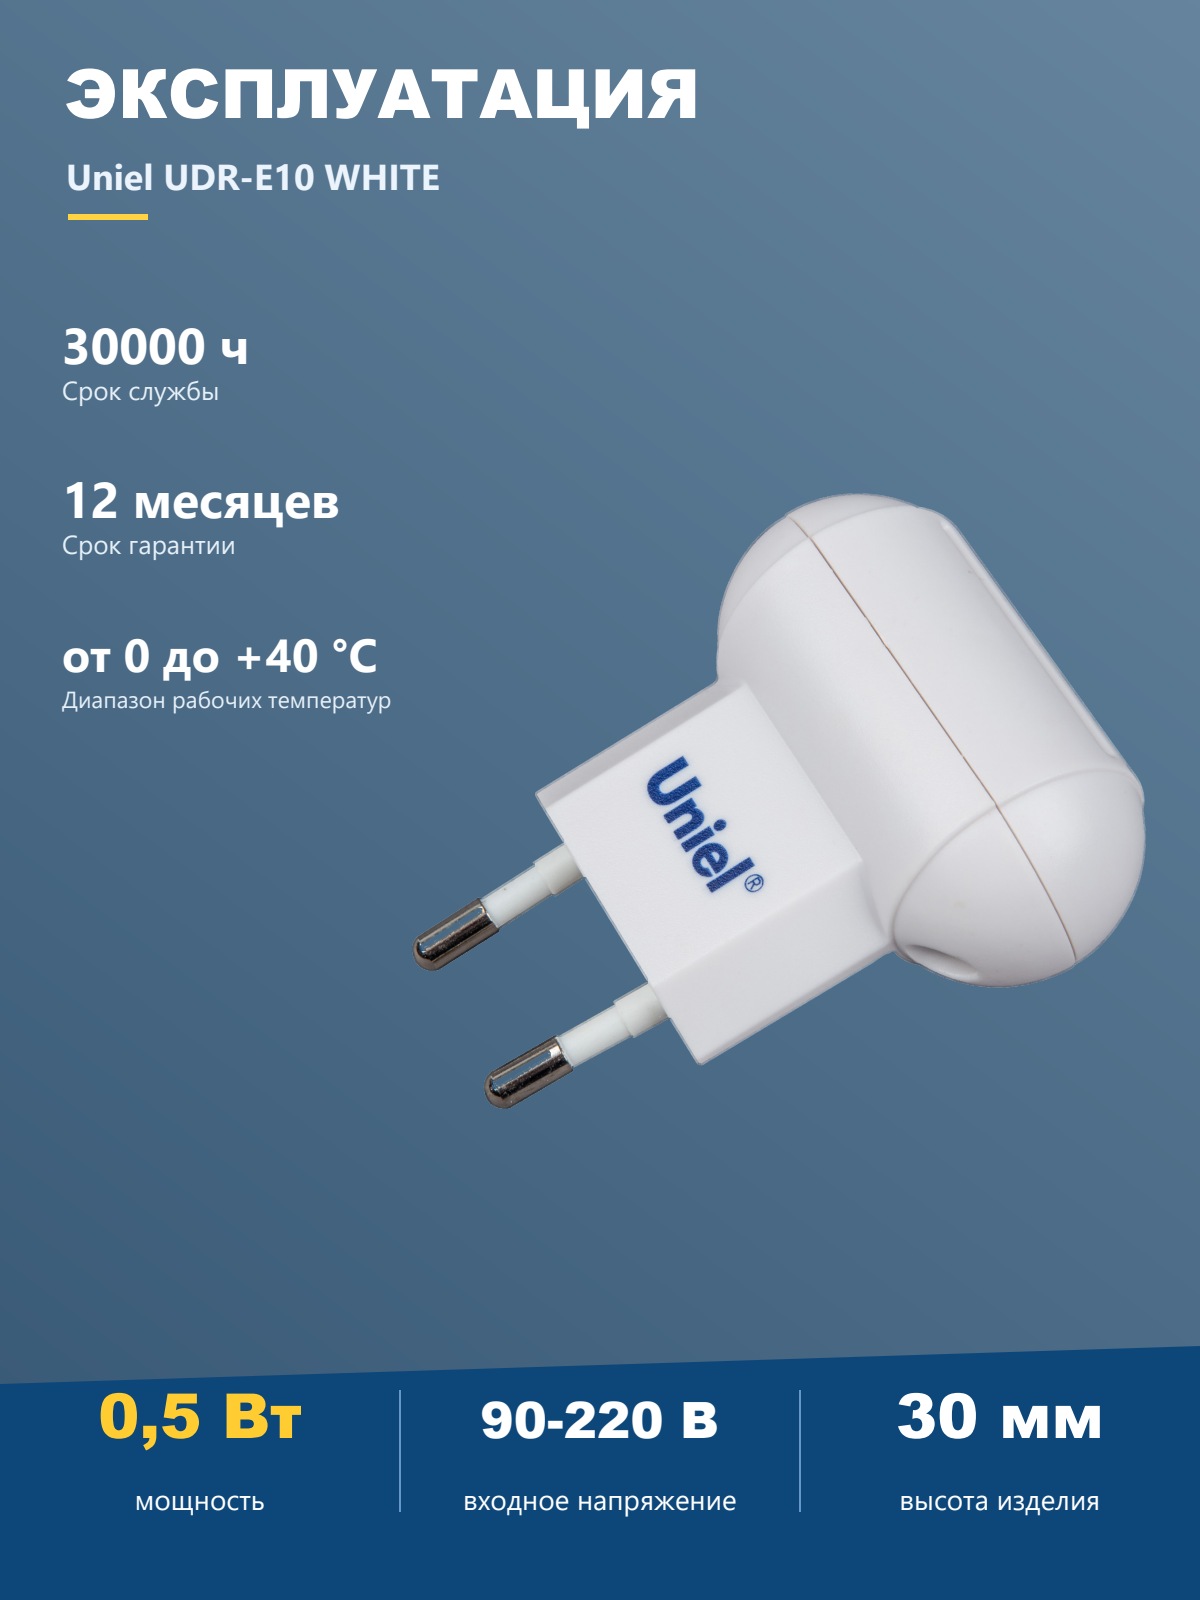 ЭКСПЛУАТАЦИЯ
Uniel UDR-E10 WHITE
30000 ч
Срок службы
12 месяцев
Срок гарантии
от 0 до +40 °C
Диапазон рабочих температур
Uniel®
0,5 Вт
мощность
90-220 В
входное напряжение
30 мм
высота изделия